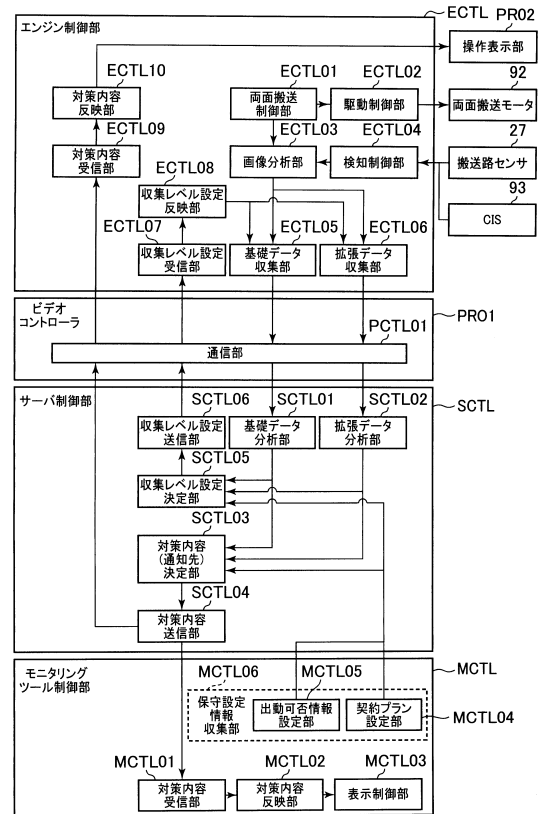 エンジン制御部
ECTL
PRO2
操作表示部
ECTL10
対策内容
反映部
ECTL01
両面搬送
制御部
ECTL02
駆動制御部
92
両面搬送モータ
ECTL09
対策内容
受信部
ECTL03
画像分析部
ECTL04
検知制御部
27
搬送路センサ
93
CIS
ECTL08
収集レベル設定
反映部
ECTL07
収集レベル設定
受信部
ECTL05
基礎データ
収集部
ECTL06
拡張データ
収集部
ビデオ
コントローラ
PCTL01
通信部
PRO1
サーバ制御部
SCTL
SCTL06
収集レベル設定
送信部
SCTL01
基礎データ
分析部
SCTL02
拡張データ
分析部
SCTL05
収集レベル設定
決定部
SCTL03
対策内容
(通知先)
決定部
SCTL04
対策内容
送信部
モニタリング
ツール制御部
MCTL
MCTL06
保守設定
情報
収集部
MCTL05
出動可否情報
設定部
契約プラン
設定部
MCTL04
MCTL01
対策内容
受信部
MCTL02
対策内容
反映部
MCTL03
表示制御部